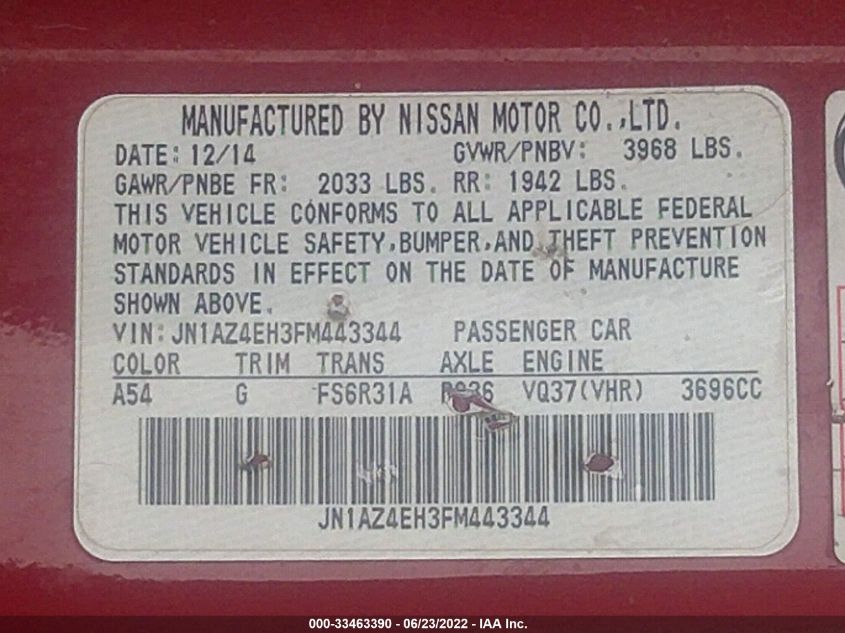 MANUFACTURED BY NISSAN MOTOR CO.,LTD.
DATE: 12/14 GVWR/PNBV: 3968 LBS.
GAWR/PNBE FR: 2033 LBS. RR: 1942 LBS.
THIS VEHICLE CONFORMS TO ALL APPLICABLE FEDERAL
MOTOR VEHICLE SAFETY,BUMPER,AND THEFT PREVENTION
STANDARDS IN EFFECT ON THE DATE OF MANUFACTURE
SHOWN ABOVE.
VIN: JN1AZ4EH3FM443344 PASSENGER CAR
COLOR TRIM TRANS AXLE ENGINE
A54 G FS6R31A VQ37(VHR) 3696CC
JN1AZ4EH3FM443344
000-33463390 - 06/23/2022 - IAA Inc.